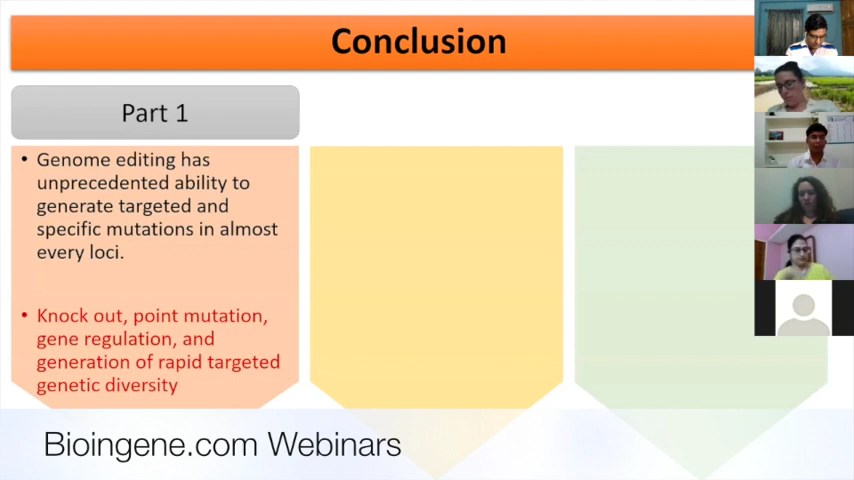 Conclusion
Part 1
• Genome editing has
unprecedented ability to
generate targeted and
specific mutations in almost
every loci.
• Knock out, point mutation,
gene regulation, and
generation of rapid targeted
genetic diversity
Bioingene.com Webinars